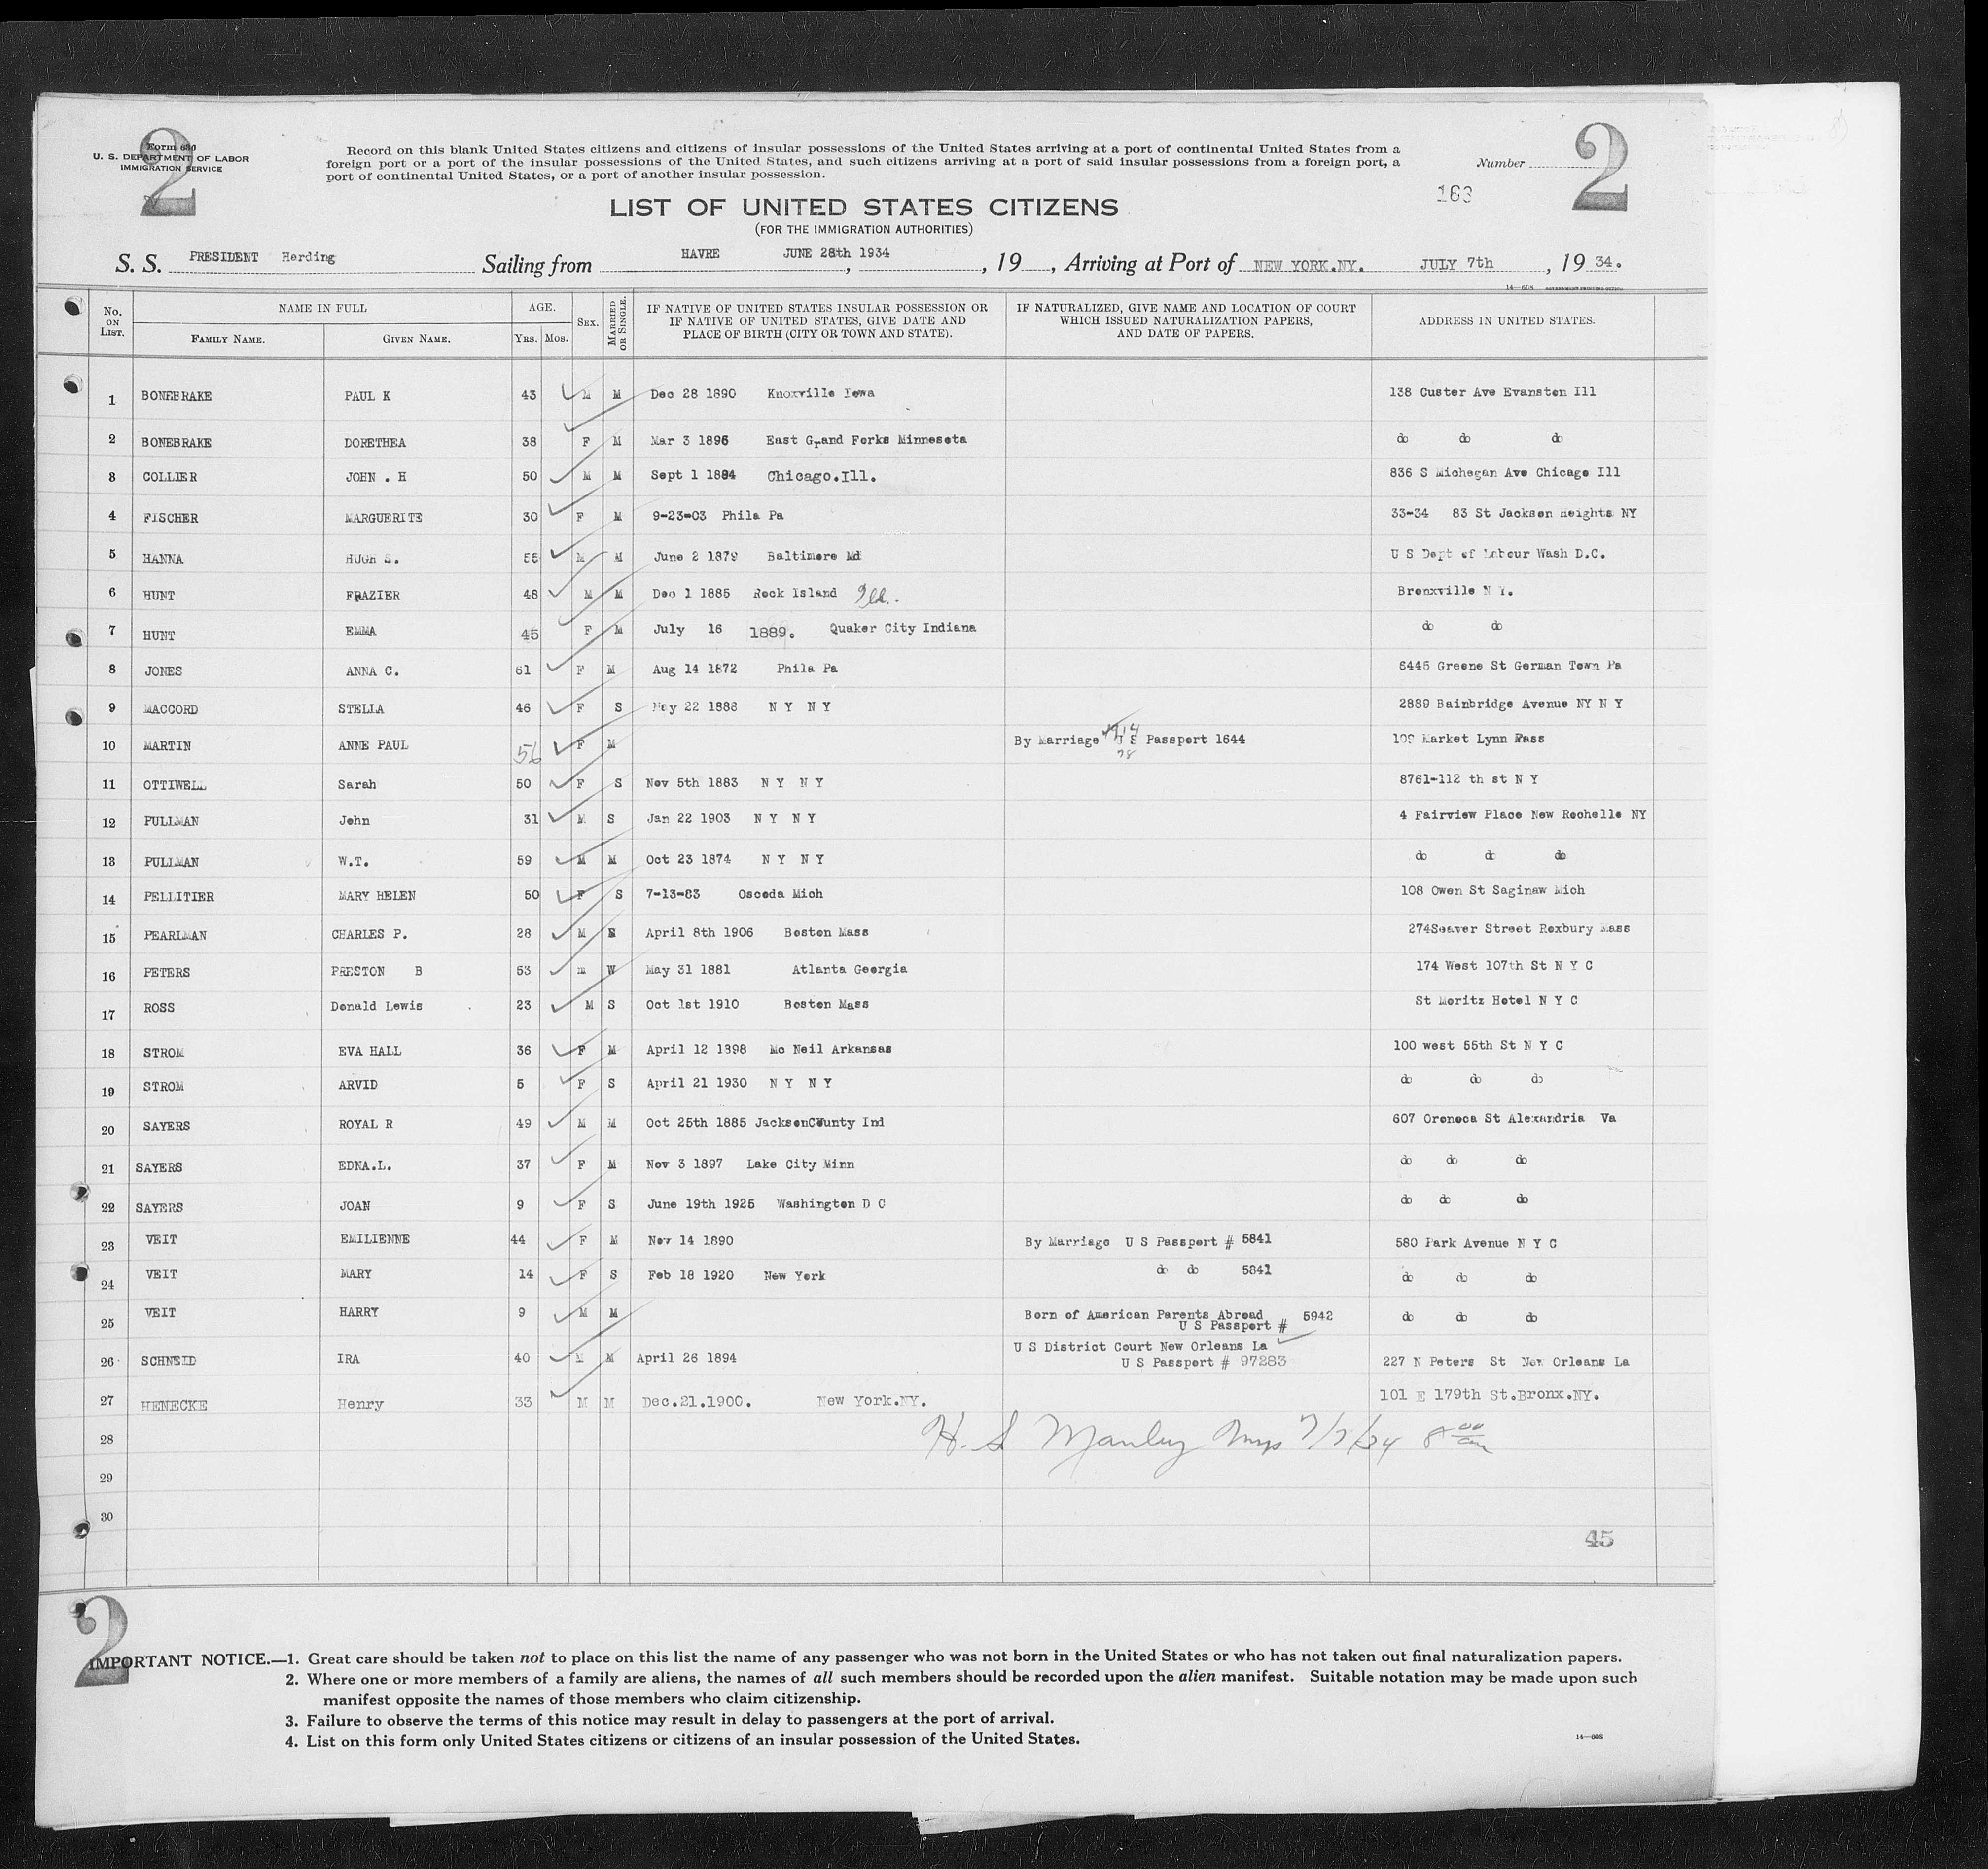 2
Form 630
U. S. DEPARTMENT OF LABOR
IMMIGRATION SERVICE
Record on this blank United States citizens and citizens of insular possessions of the United States arriving at a port of continental United States from a
foreign port or a port of the insular possessions of the United States, and such citizens arriving at a port of said insular possessions from a foreign port, a
port of continental United States, or a port of another insular possession.
Number
2
163
LIST OF UNITED STATES CITIZENS
(FOR THE IMMIGRATION AUTHORITIES)
S. S. PRESIDENT Harding Sailing from HAVRE JUNE 28th 1934, , 19 , Arriving at Port of NEW YORK.NY. JULY 7th , 19 34.
No. ON LIST. NAME IN FULL FAMILY NAME. GIVEN NAME. AGE. Yrs. Mos. SEX. MARRIED OR SINGLE. IF NATIVE OF UNITED STATES INSULAR POSSESSION OR IF NATIVE OF UNITED STATES, GIVE DATE AND PLACE OF BIRTH (CITY OR TOWN AND STATE). IF NATURALIZED, GIVE NAME AND LOCATION OF COURT WHICH ISSUED NATURALIZATION PAPERS, AND DATE OF PAPERS. ADDRESS IN UNITED STATES.
1 BONEBRAKE PAUL K 43 M M Dec 28 1890 Knoxville Iowa 138 Custer Ave Evanston Ill
2 BONEBRAKE DORETHEA 38 F M Mar 3 1896 East Grand Forks Minnesota do do do
3 COLLIER JOHN . H 50 M M Sept 1 1884 Chicago.Ill. 836 S Michegan Ave Chicago Ill
4 FISCHER MARGUERITE 30 F M 9-23-03 Phila Pa 33-34 83 St Jackson Heights NY
5 HANNA HUGH S. 55 M M June 2 1879 Baltimore Md U S Dept of Labour Wash D.C.
6 HUNT FRAZIER 48 M M Dec 1 1885 Rock Island Ill. Bronxville N Y.
7 HUNT EMMA 45 F M July 16 1889. Quaker City Indiana do do
8 JONES ANNA C. 61 F M Aug 14 1872 Phila Pa 6445 Greene St German Town Pa
9 MACCORD STELLA 46 F S May 22 1888 N Y N Y 2889 Bainbridge Avenue NY N Y
10 MARTIN ANNE PAUL 56 F M By Marriage 1914 U S Passport 1644 109 Market Lynn Mass
11 OTTIWELL Sarah 50 F S Nov 5th 1883 N Y N Y 8761-112 th st N Y
12 PULLMAN John 31 M S Jan 22 1903 N Y N Y 4 Fairview Place New Rochelle NY
13 PULLMAN W.T. 59 M M Oct 23 1874 N Y N Y do do do
14 PELLITIER MARY HELEN 50 F S 7-13-83 Oscoda Mich 108 Owen St Saginaw Mich
15 PEARLMAN CHARLES P. 28 M S April 8th 1906 Boston Mass 274Seaver Street Roxbury Mass
16 PETERS PRESTON B 53 m W May 31 1881 Atlanta Georgia 174 West 107th St N Y C
17 ROSS Donald Lewis 23 M S Oct 1st 1910 Boston Mass St Moritz Hotel N Y C
18 STROM EVA HALL 36 F M April 12 1898 Mc Neil Arkansas 100 west 55th St N Y C
19 STROM ARVID 5 F S April 21 1930 N Y N Y do do do
20 SAYERS ROYAL R 49 M M Oct 25th 1885 JacksonCounty Ind 607 Oronoca St Alexandria Va
21 SAYERS EDNA.L. 37 F M Nov 3 1897 Lake City Minn do do do
22 SAYERS JOAN 9 F S June 19th 1925 Washington D C do do do
23 VEIT EMILIENNE 44 F M Nov 14 1890 By Marriage U S Passport # 5841 580 Park Avenue N Y C
24 VEIT MARY 14 F S Feb 18 1920 New York do do 5841 do do do
25 VEIT HARRY 9 M M Born of American Parents Abroad U S Passport # 5942 do do do
26 SCHNEID IRA 40 M M April 26 1894 U S District Court New Orleans La U S Passport # 97283 227 N Peters St New Orleans La
27 HENECKE Henry 33 M M Dec.21.1900. New York.NY. 101 E 179th St.Bronx.NY.
28 H. S Manley Insp 7/7/34 8 00 am
29
30
45
2
IMPORTANT NOTICE.—1. Great care should be taken not to place on this list the name of any passenger who was not born in the United States or who has not taken out final naturalization papers.
2. Where one or more members of a family are aliens, the names of all such members should be recorded upon the alien manifest. Suitable notation may be made upon such
manifest opposite the names of those members who claim citizenship.
3. Failure to observe the terms of this notice may result in delay to passengers at the port of arrival.
4. List on this form only United States citizens or citizens of an insular possession of the United States.
14—608